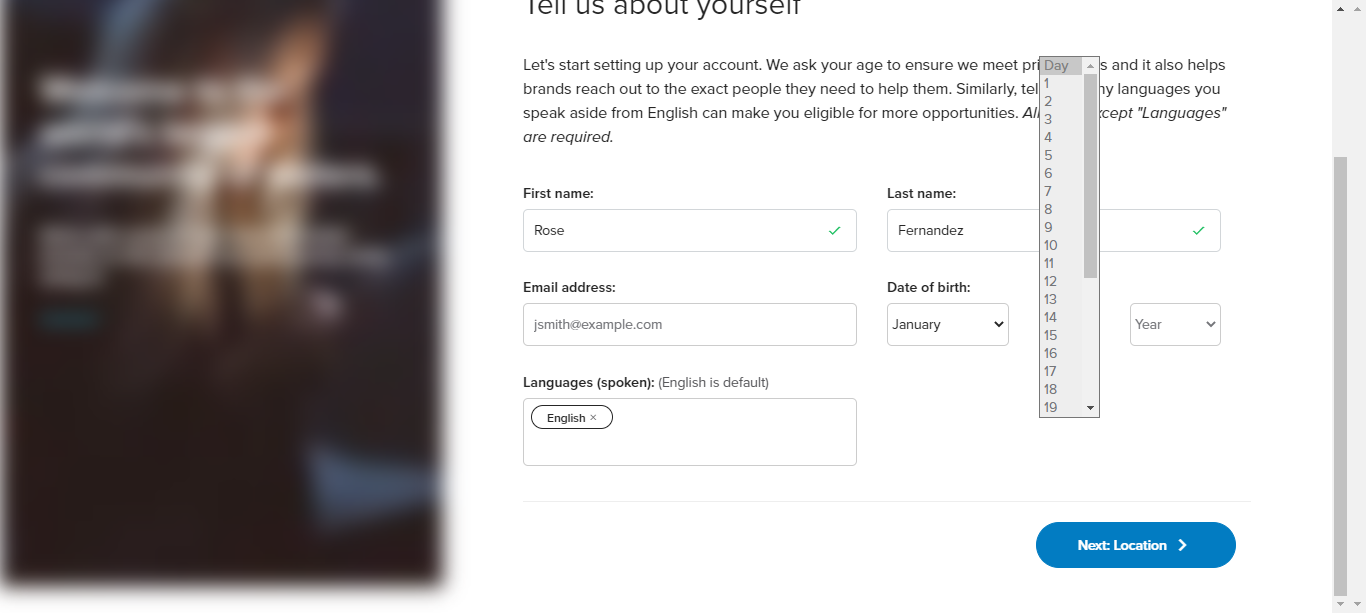 Tell us about yourself
Let's start setting up your account. We ask your age to ensure we meet pri s and it also helps
brands reach out to the exact people they need to help them. Similarly, tel ny languages you
speak aside from English can make you eligible for more opportunities. All xcept "Languages"
are required.
First name:
Last name:
Rose
Fernandez
Email address:
Date of birth:
jsmith@example.com
January
Year
Day
1
2
3
4
5
6
7
8
9
10
11
12
13
14
15
16
17
18
19
Languages (spoken): (English is default)
English ×
Next: Location